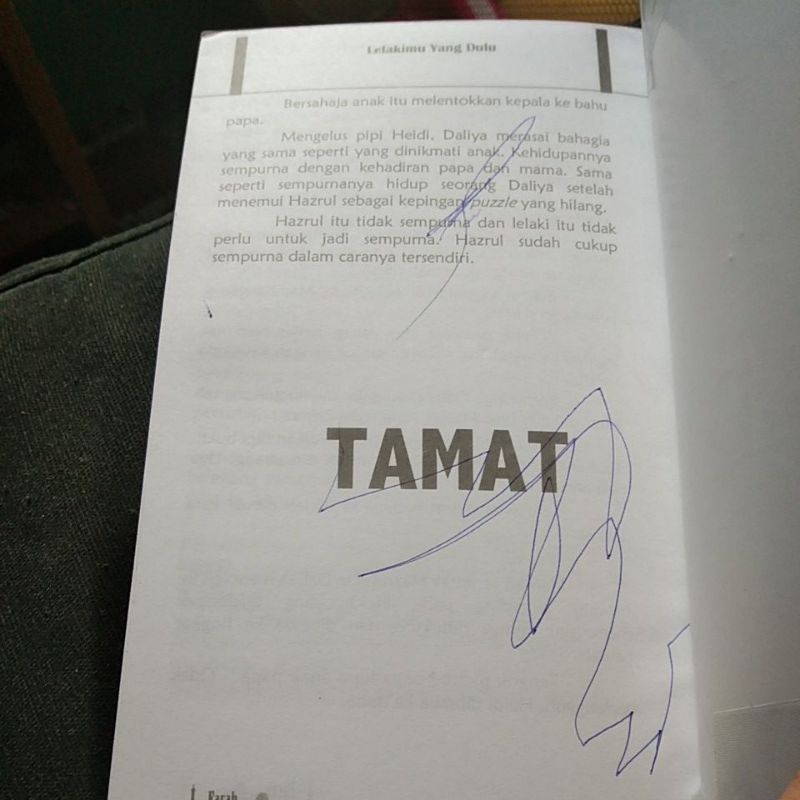 Lelakimu Yang Dulu
Bersahaja anak itu melentokkan kepala ke bahu
papa.
Mengelus pipi Heidi, Daliya merasai bahagia
yang sama seperti yang dinikmati anak. Kehidupannya
sempurna dengan kehadiran papa dan mama. Sama
seperti sempurnanya hidup seorang Daliya setelah
menemui Hazrul sebagai kepingan puzzle yang hilang.
Hazrul itu tidak sempurna dan lelaki itu tidak
perlu untuk jadi sempurna. Hazrul sudah cukup
sempurna dalam caranya tersendiri.
TAMAT
Farah